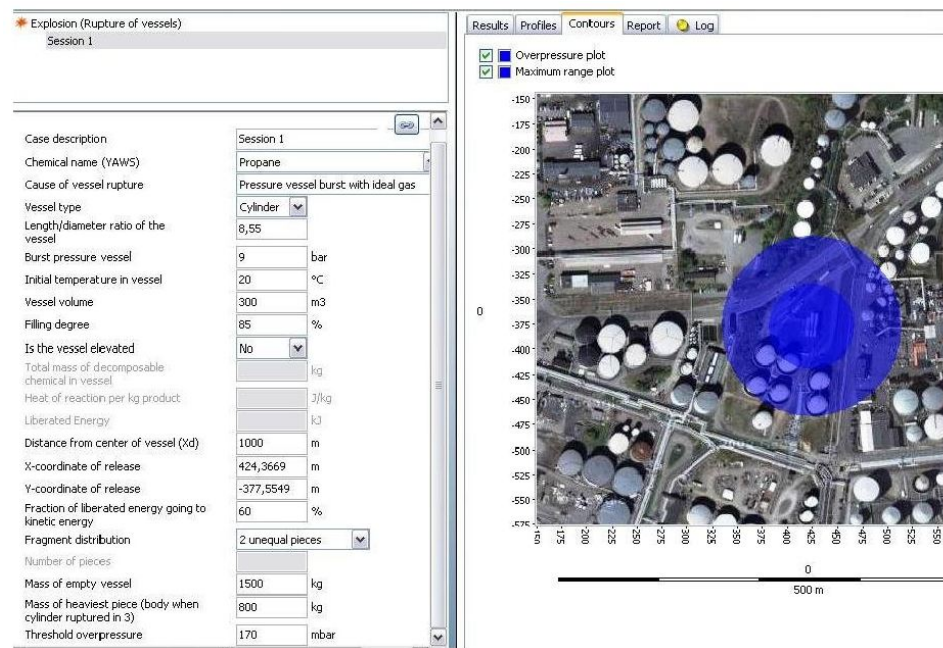 Explosion (Rupture of vessels)
Session 1
Case description
Session 1
Chemical name (YAWS)
Propane
Cause of vessel rupture
Pressure vessel burst with ideal gas
Vessel type
Cylinder
Length/diameter ratio of the
vessel
8,55
Burst pressure vessel
9
bar
Initial temperature in vessel
20
°C
Vessel volume
300
m3
Filling degree
85
%
Is the vessel elevated
No
Total mass of decomposable
chemical in vessel
kg
Heat of reaction per kg product
J/kg
Liberated Energy
kJ
Distance from center of vessel (Xd)
1000
m
X-coordinate of release
424,3669
m
Y-coordinate of release
-377,5549
m
Fraction of liberated energy going to
kinetic energy
60
%
Fragment distribution
2 unequal pieces
Number of pieces
Mass of empty vessel
1500
kg
Mass of heaviest piece (body when
cylinder ruptured in 3)
800
kg
Threshold overpressure
170
mbar
Results Profiles Contours Report Log
Overpressure plot
Maximum range plot
-150
-175
-200
-225
-250
-275
-300
-325
-350
-375
-400
-425
-450
-475
-500
-525
-550
-575
0
175 200 225 250 275 300 325 350 375 400 425 450 475 500 525 550
0
500 m